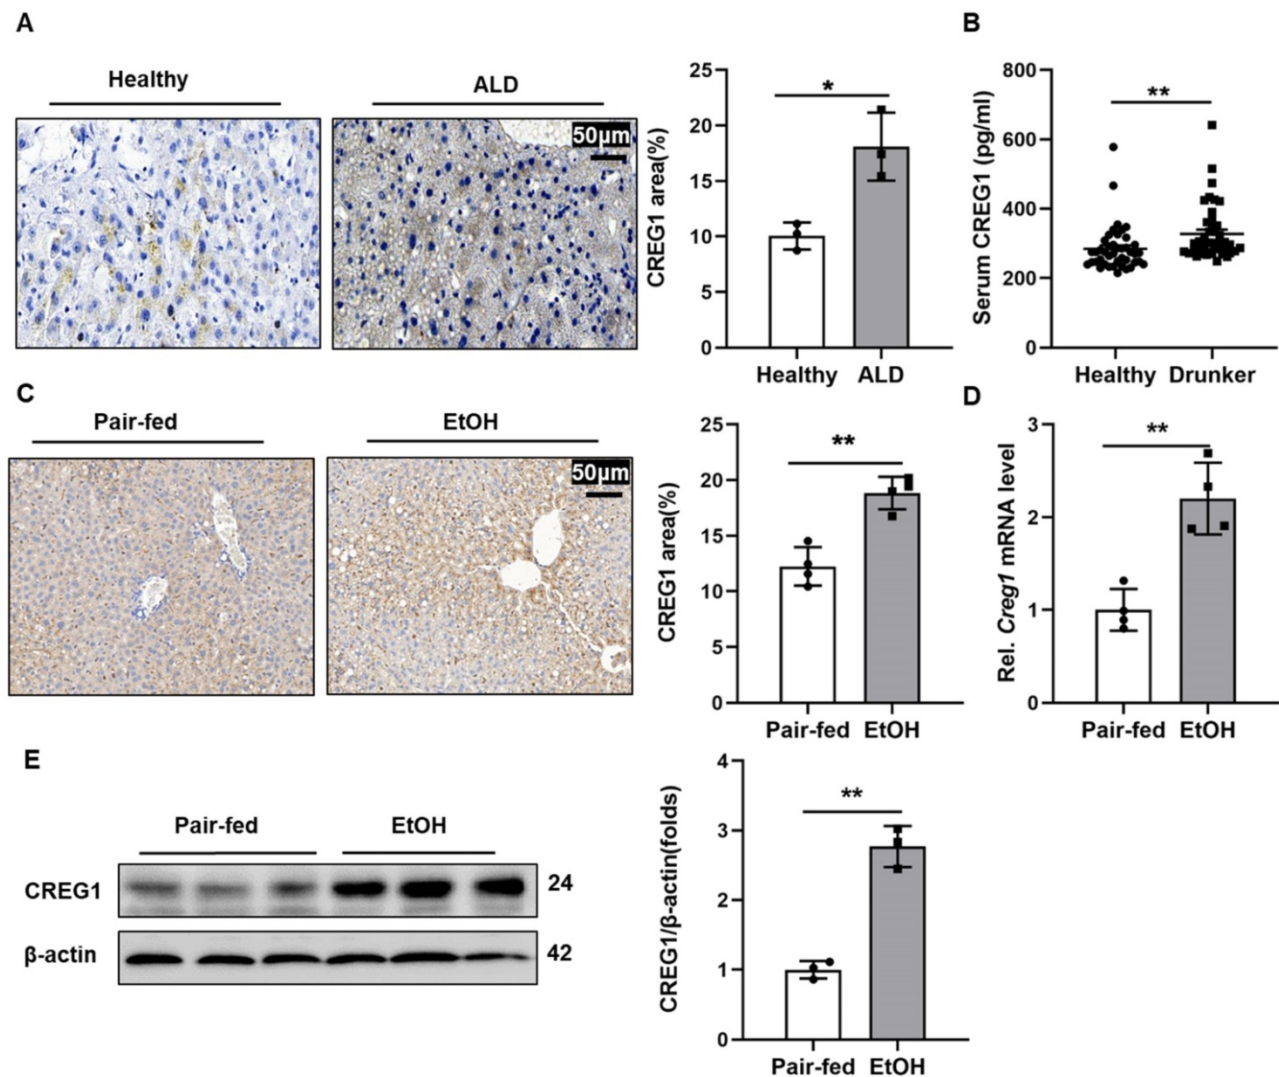 A
Healthy
ALD
50μm
CREG1 area(%)
25
20
15
10
5
0
*
Healthy ALD
B
Serum CREG1 (pg/ml)
800
600
400
200
0
**
Healthy Drunker
C
Pair-fed
EtOH
50μm
CREG1 area(%)
25
20
15
10
5
0
**
Pair-fed EtOH
D
Rel. Creg1 mRNA level
3
2
1
0
**
Pair-fed EtOH
E
Pair-fed
EtOH
CREG1
24
β-actin
42
CREG1/β-actin(folds)
4
3
2
1
0
**
Pair-fed EtOH